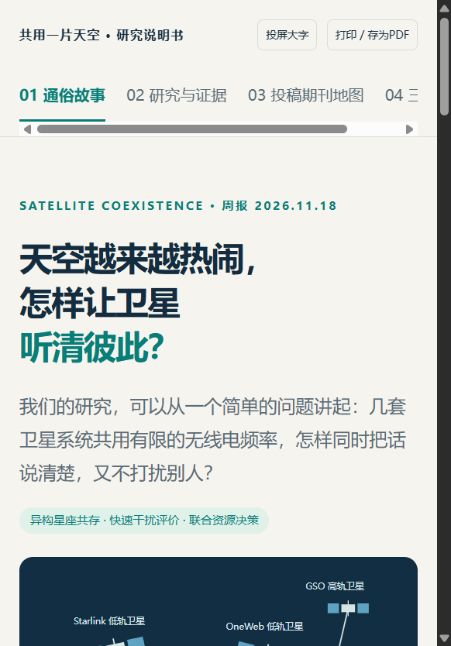 共用一片天空 · 研究说明书
投屏大字
打印 / 存为PDF
01 通俗故事
02 研究与证据
03 投稿期刊地图
04
SATELLITE COEXISTENCE · 周报 2026.11.18
天空越来越热闹，
怎样让卫星
听清彼此？
我们的研究，可以从一个简单的问题讲起：几套
卫星系统共用有限的无线电频率，怎样同时把话
说清楚，又不打扰别人？
异构星座共存 · 快速干扰评价 · 联合资源决策
GSO 高轨卫星
Starlink 低轨卫星
OneWeb 低轨卫星